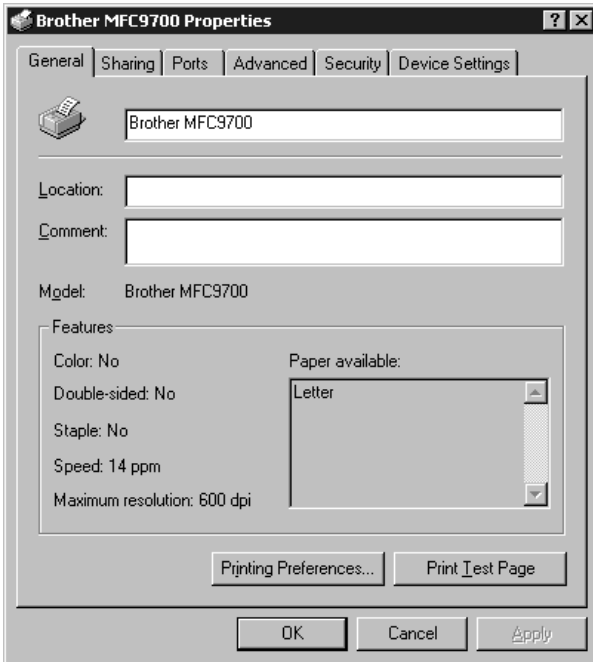 Brother MFC9700 Properties
General Sharing Ports Advanced Security Device Settings
Brother MFC9700
Location:
Comment:
Model: Brother MFC9700
Features
Color: No
Paper available:
Double-sided: No
Letter
Staple: No
Speed: 14 ppm
Maximum resolution: 600 dpi
Printing Preferences... Print Test Page
OK Cancel Apply